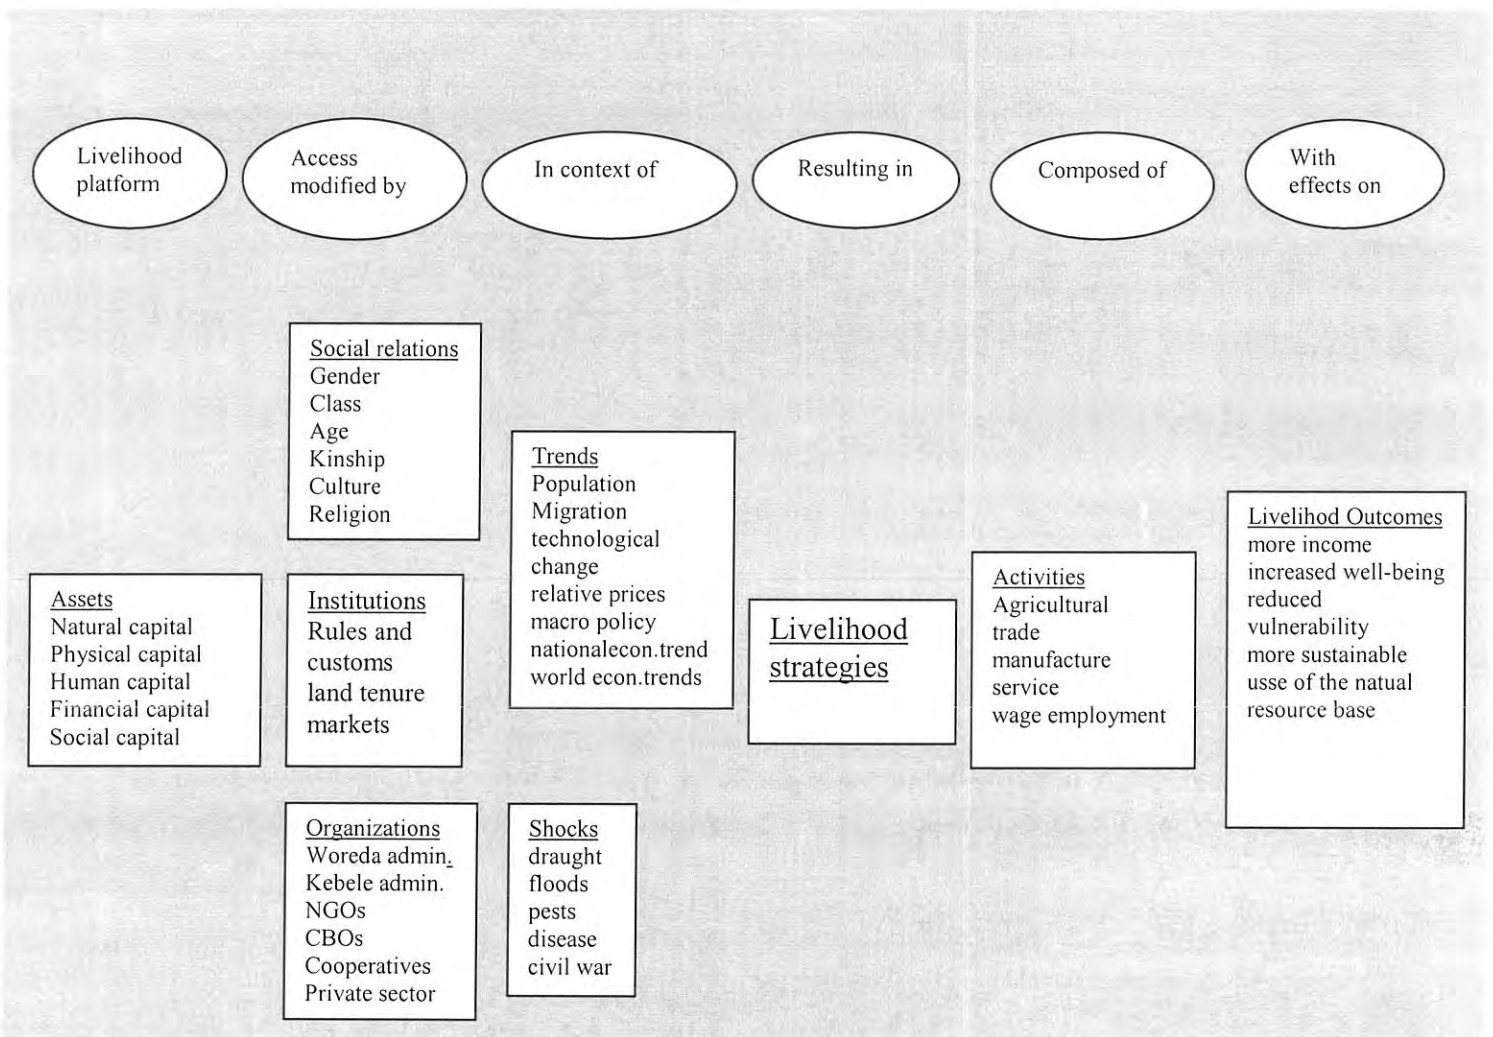 Livelihood
platform
Access
modified by
In context of
Resulting in
Composed of
With
effects on
Social relations
Gender
Class
Age
Kinship
Culture
Religion
Trends
Population
Migration
technological
change
relative prices
macro policy
nationalecon.trend
world econ.trends
Livelihod Outcomes
more income
increased well-being
reduced
vulnerability
more sustainable
usse of the natual
resource base
Assets
Natural capital
Physical capital
Human capital
Financial capital
Social capital
Institutions
Rules and
customs
land tenure
markets
Livelihood
strategies
Activities
Agricultural
trade
manufacture
service
wage employment
Organizations
Woreda admin.
Kebele admin.
NGOs
CBOs
Cooperatives
Private sector
Shocks
draught
floods
pests
disease
civil war